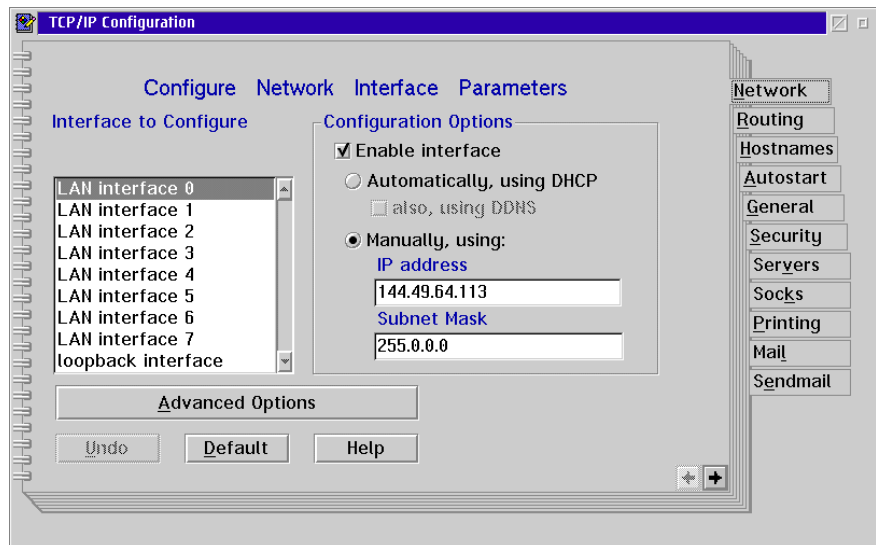 TCP/IP Configuration
Configure Network Interface Parameters
Interface to Configure
LAN interface 0
LAN interface 1
LAN interface 2
LAN interface 3
LAN interface 4
LAN interface 5
LAN interface 6
LAN interface 7
loopback interface
Configuration Options
Enable interface
Automatically, using DHCP
also, using DDNS
Manually, using:
IP address
144.49.64.113
Subnet Mask
255.0.0.0
Advanced Options
Undo
Default
Help
Network
Routing
Hostnames
Autostart
General
Security
Servers
Socks
Printing
Mail
Sendmail